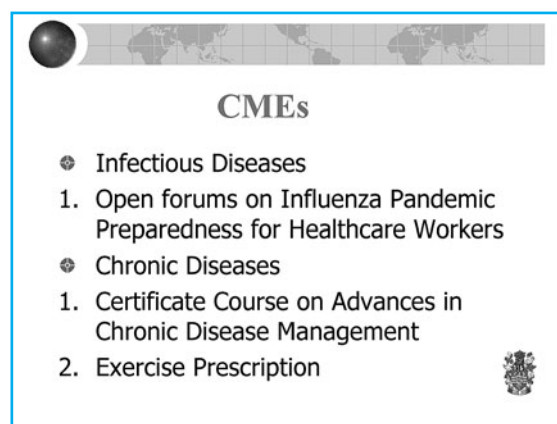 CMEs
Infectious Diseases
1. Open forums on Influenza Pandemic
Preparedness for Healthcare Workers
Chronic Diseases
1. Certificate Course on Advances in
Chronic Disease Management
2. Exercise Prescription